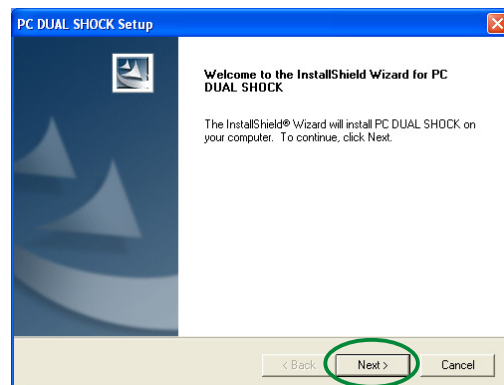 PC DUAL SHOCK Setup
Welcome to the InstallShield Wizard for PC
DUAL SHOCK
The InstallShield® Wizard will install PC DUAL SHOCK on
your computer. To continue, click Next.
< Back
Next >
Cancel